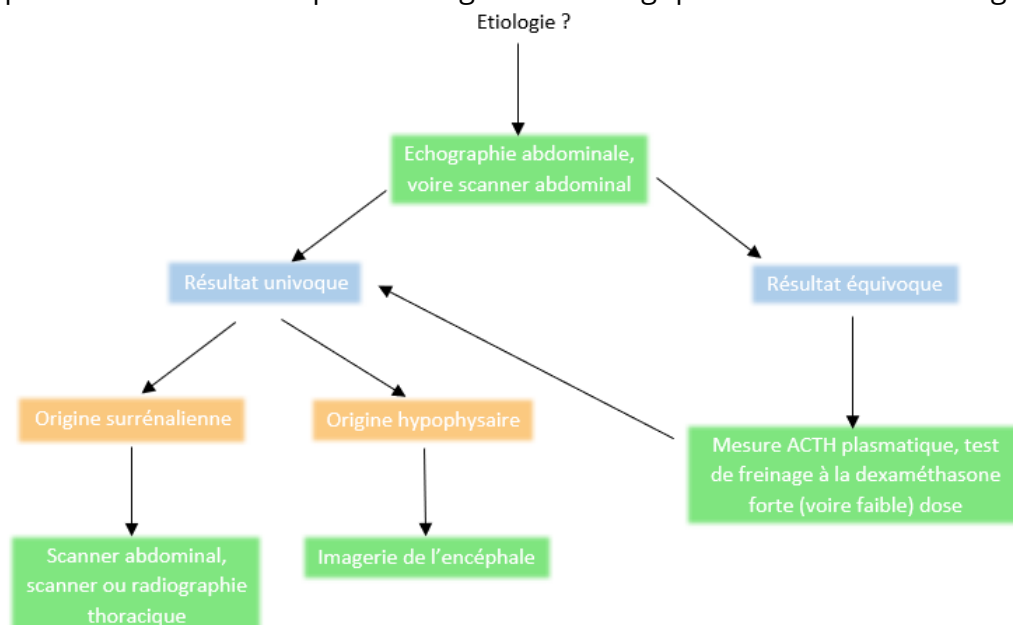 Etiologie ?
Echographie abdominale,
voire scanner abdominal
Résultat univoque
Résultat équivoque
Origine surrénalienne
Origine hypophysaire
Mesure ACTH plasmatique, test
de freinage à la dexaméthasone
forte (voire faible) dose
Scanner abdominal,
scanner ou radiographie
thoracique
Imagerie de l'encéphale